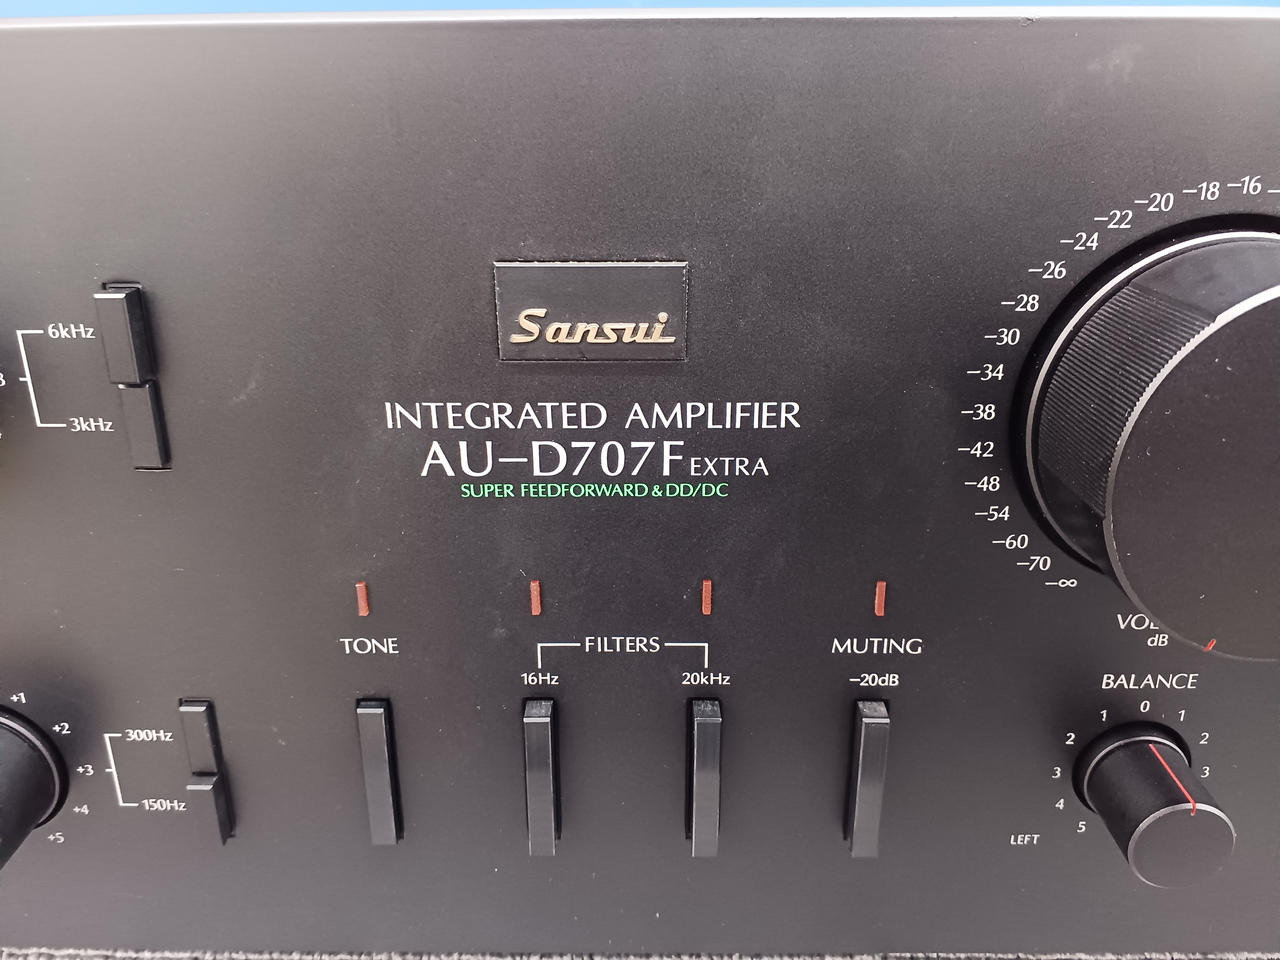 Sansui
INTEGRATED AMPLIFIER
AU-D707F EXTRA
SUPER FEEDFORWARD & DD/DC
6kHz
3kHz
-16
-18
-20
-22
-24
-26
-28
-30
-34
-38
-42
-48
-54
-60
-70
-∞
dB
TONE
FILTERS
16Hz 20kHz
MUTING
-20dB
+1
+2
+3
+4
+5
300Hz
150Hz
BALANCE
0
1 1
2 2
3 3
4
5
LEFT